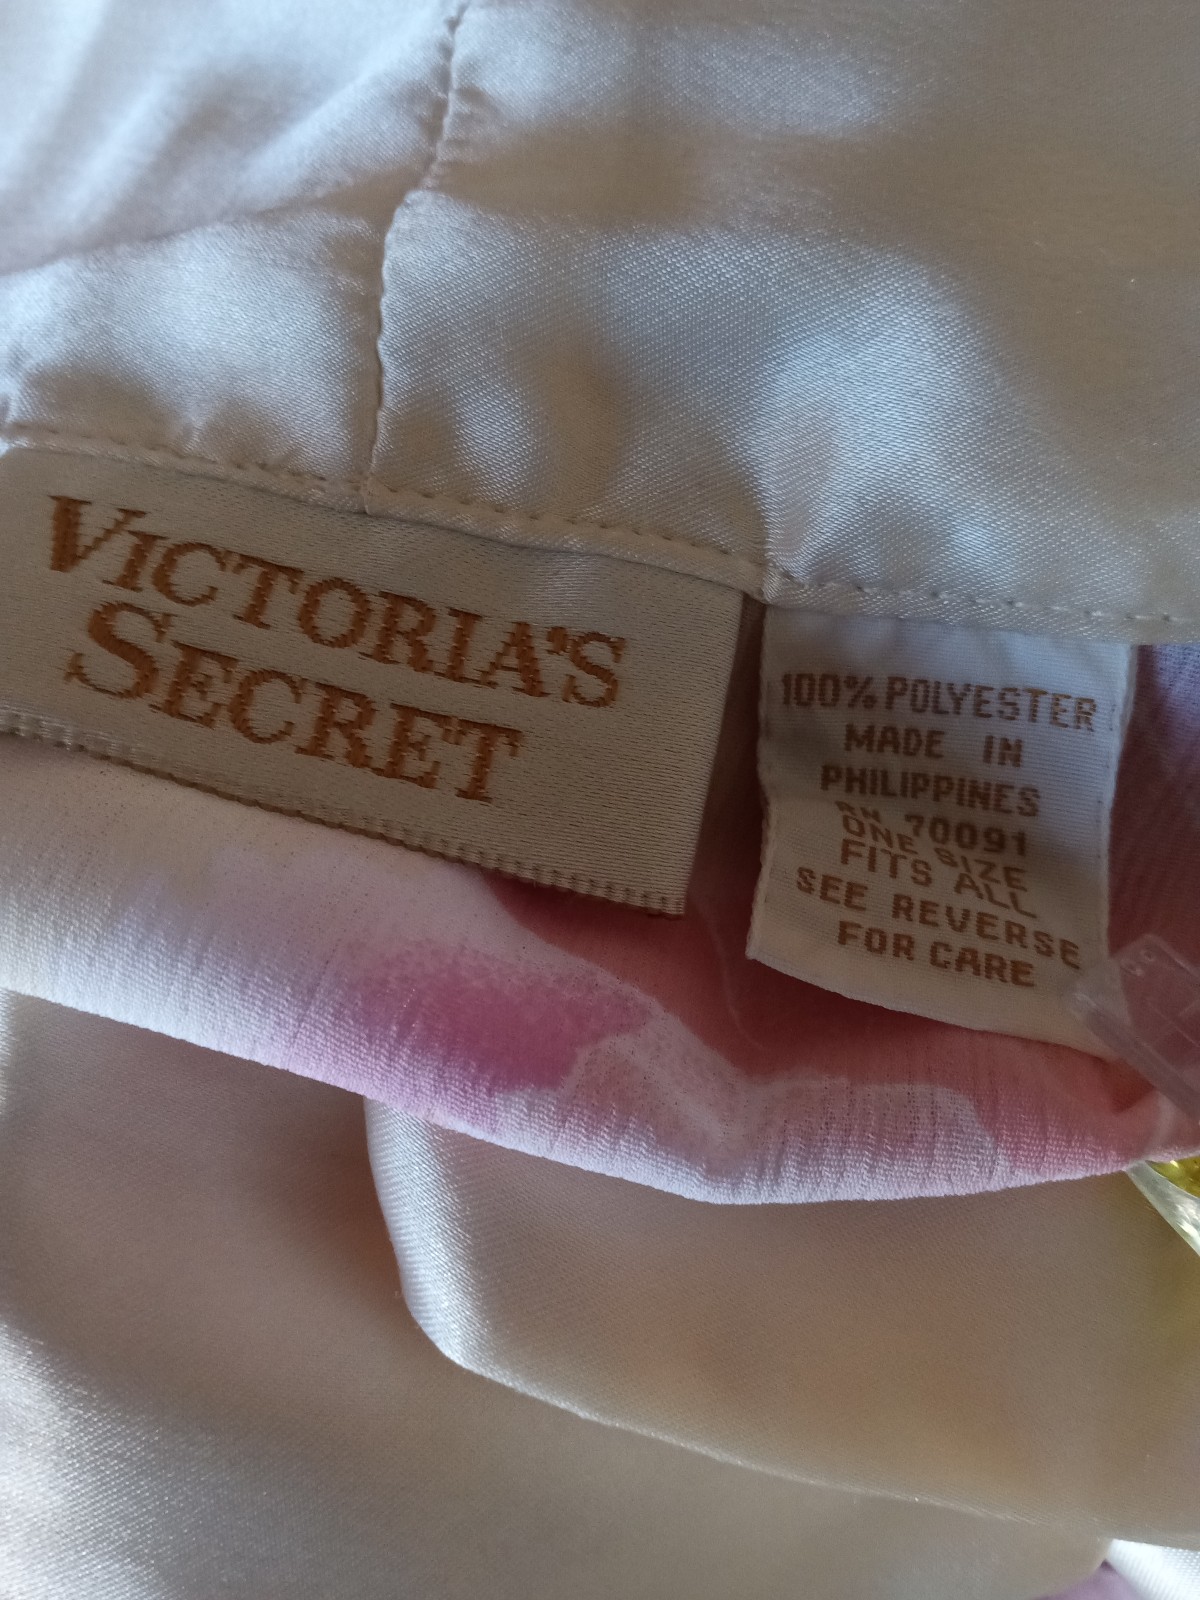 VICTORIA'S
SECRET
100% POLYESTER
MADE IN
PHILIPPINES
RN 70091
ONE SIZE
FITS ALL
SEE REVERSE
FOR CARE